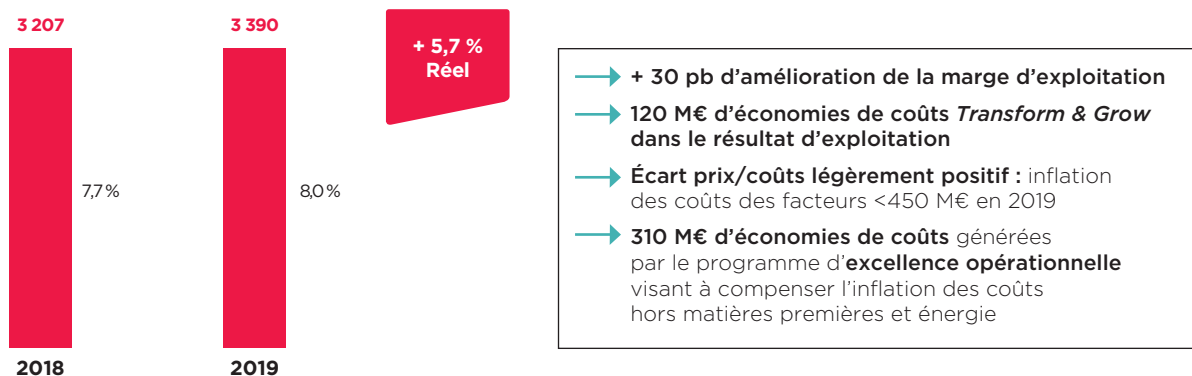 3 207
3 390
+ 5,7 %
Réel
7,7 %
8,0 %
2018
2019
+ 30 pb d’amélioration de la marge d’exploitation
120 M€ d’économies de coûts Transform & Grow
dans le résultat d’exploitation
Écart prix/coûts légèrement positif : inflation
des coûts des facteurs <450 M€ en 2019
310 M€ d’économies de coûts générées
par le programme d’excellence opérationnelle
visant à compenser l’inflation des coûts
hors matières premières et énergie